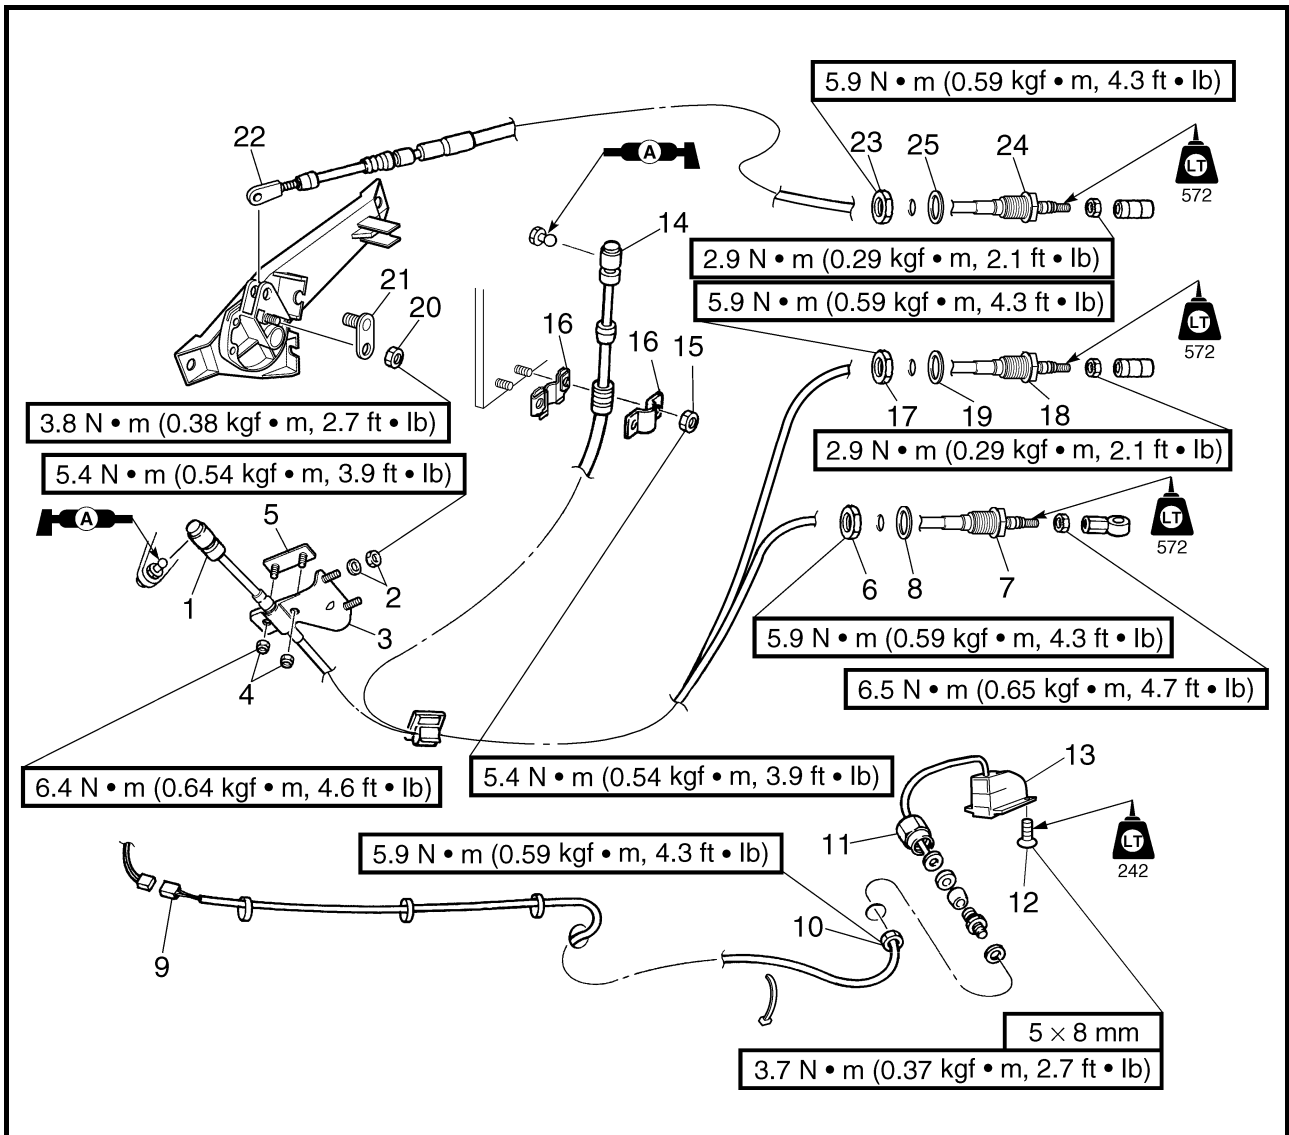 5.9 N • m (0.59 kgf • m, 4.3 ft • lb)
23
25
24
LT
572
22
A
14
2.9 N • m (0.29 kgf • m, 2.1 ft • lb)
5.9 N • m (0.59 kgf • m, 4.3 ft • lb)
LT
572
21
20
16
16
15
17
19
18
3.8 N • m (0.38 kgf • m, 2.7 ft • lb)
2.9 N • m (0.29 kgf • m, 2.1 ft • lb)
5.4 N • m (0.54 kgf • m, 3.9 ft • lb)
A
5
1
2
3
4
LT
572
6
8
7
5.9 N • m (0.59 kgf • m, 4.3 ft • lb)
6.5 N • m (0.65 kgf • m, 4.7 ft • lb)
6.4 N • m (0.64 kgf • m, 4.6 ft • lb)
5.4 N • m (0.54 kgf • m, 3.9 ft • lb)
13
11
12
LT
242
5.9 N • m (0.59 kgf • m, 4.3 ft • lb)
9
10
5 × 8 mm
3.7 N • m (0.37 kgf • m, 2.7 ft • lb)